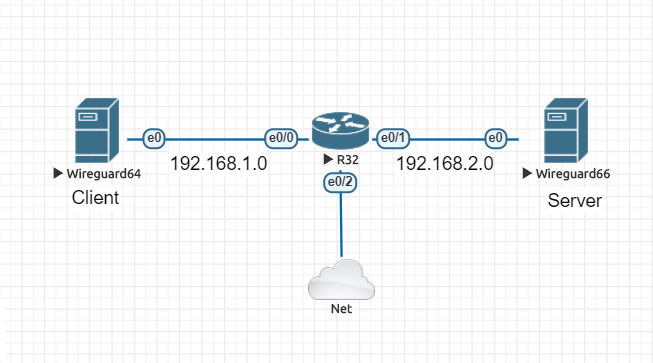 e0
e0/0
e0/1
e0
192.168.1.0
R32
192.168.2.0
Wireguard64
Wireguard66
Client
e0/2
Server
Net